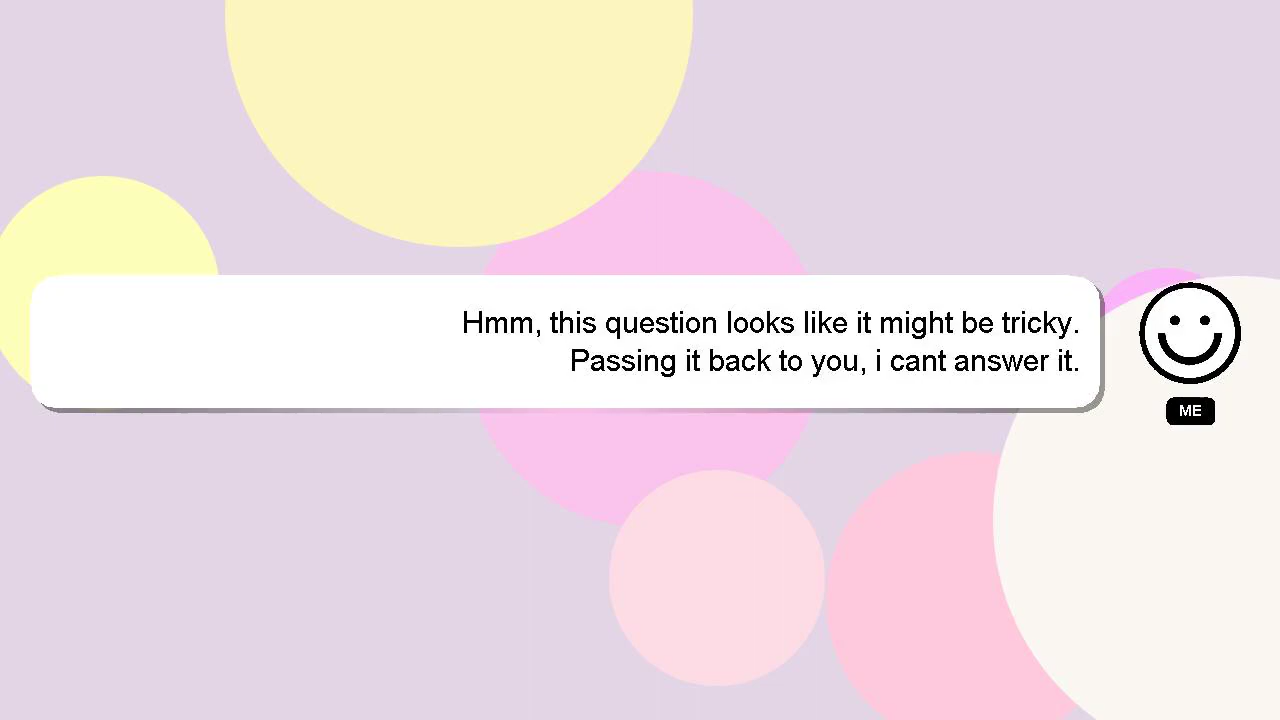 Hmm, this question looks like it might be tricky.
Passing it back to you, i cant answer it.
ME